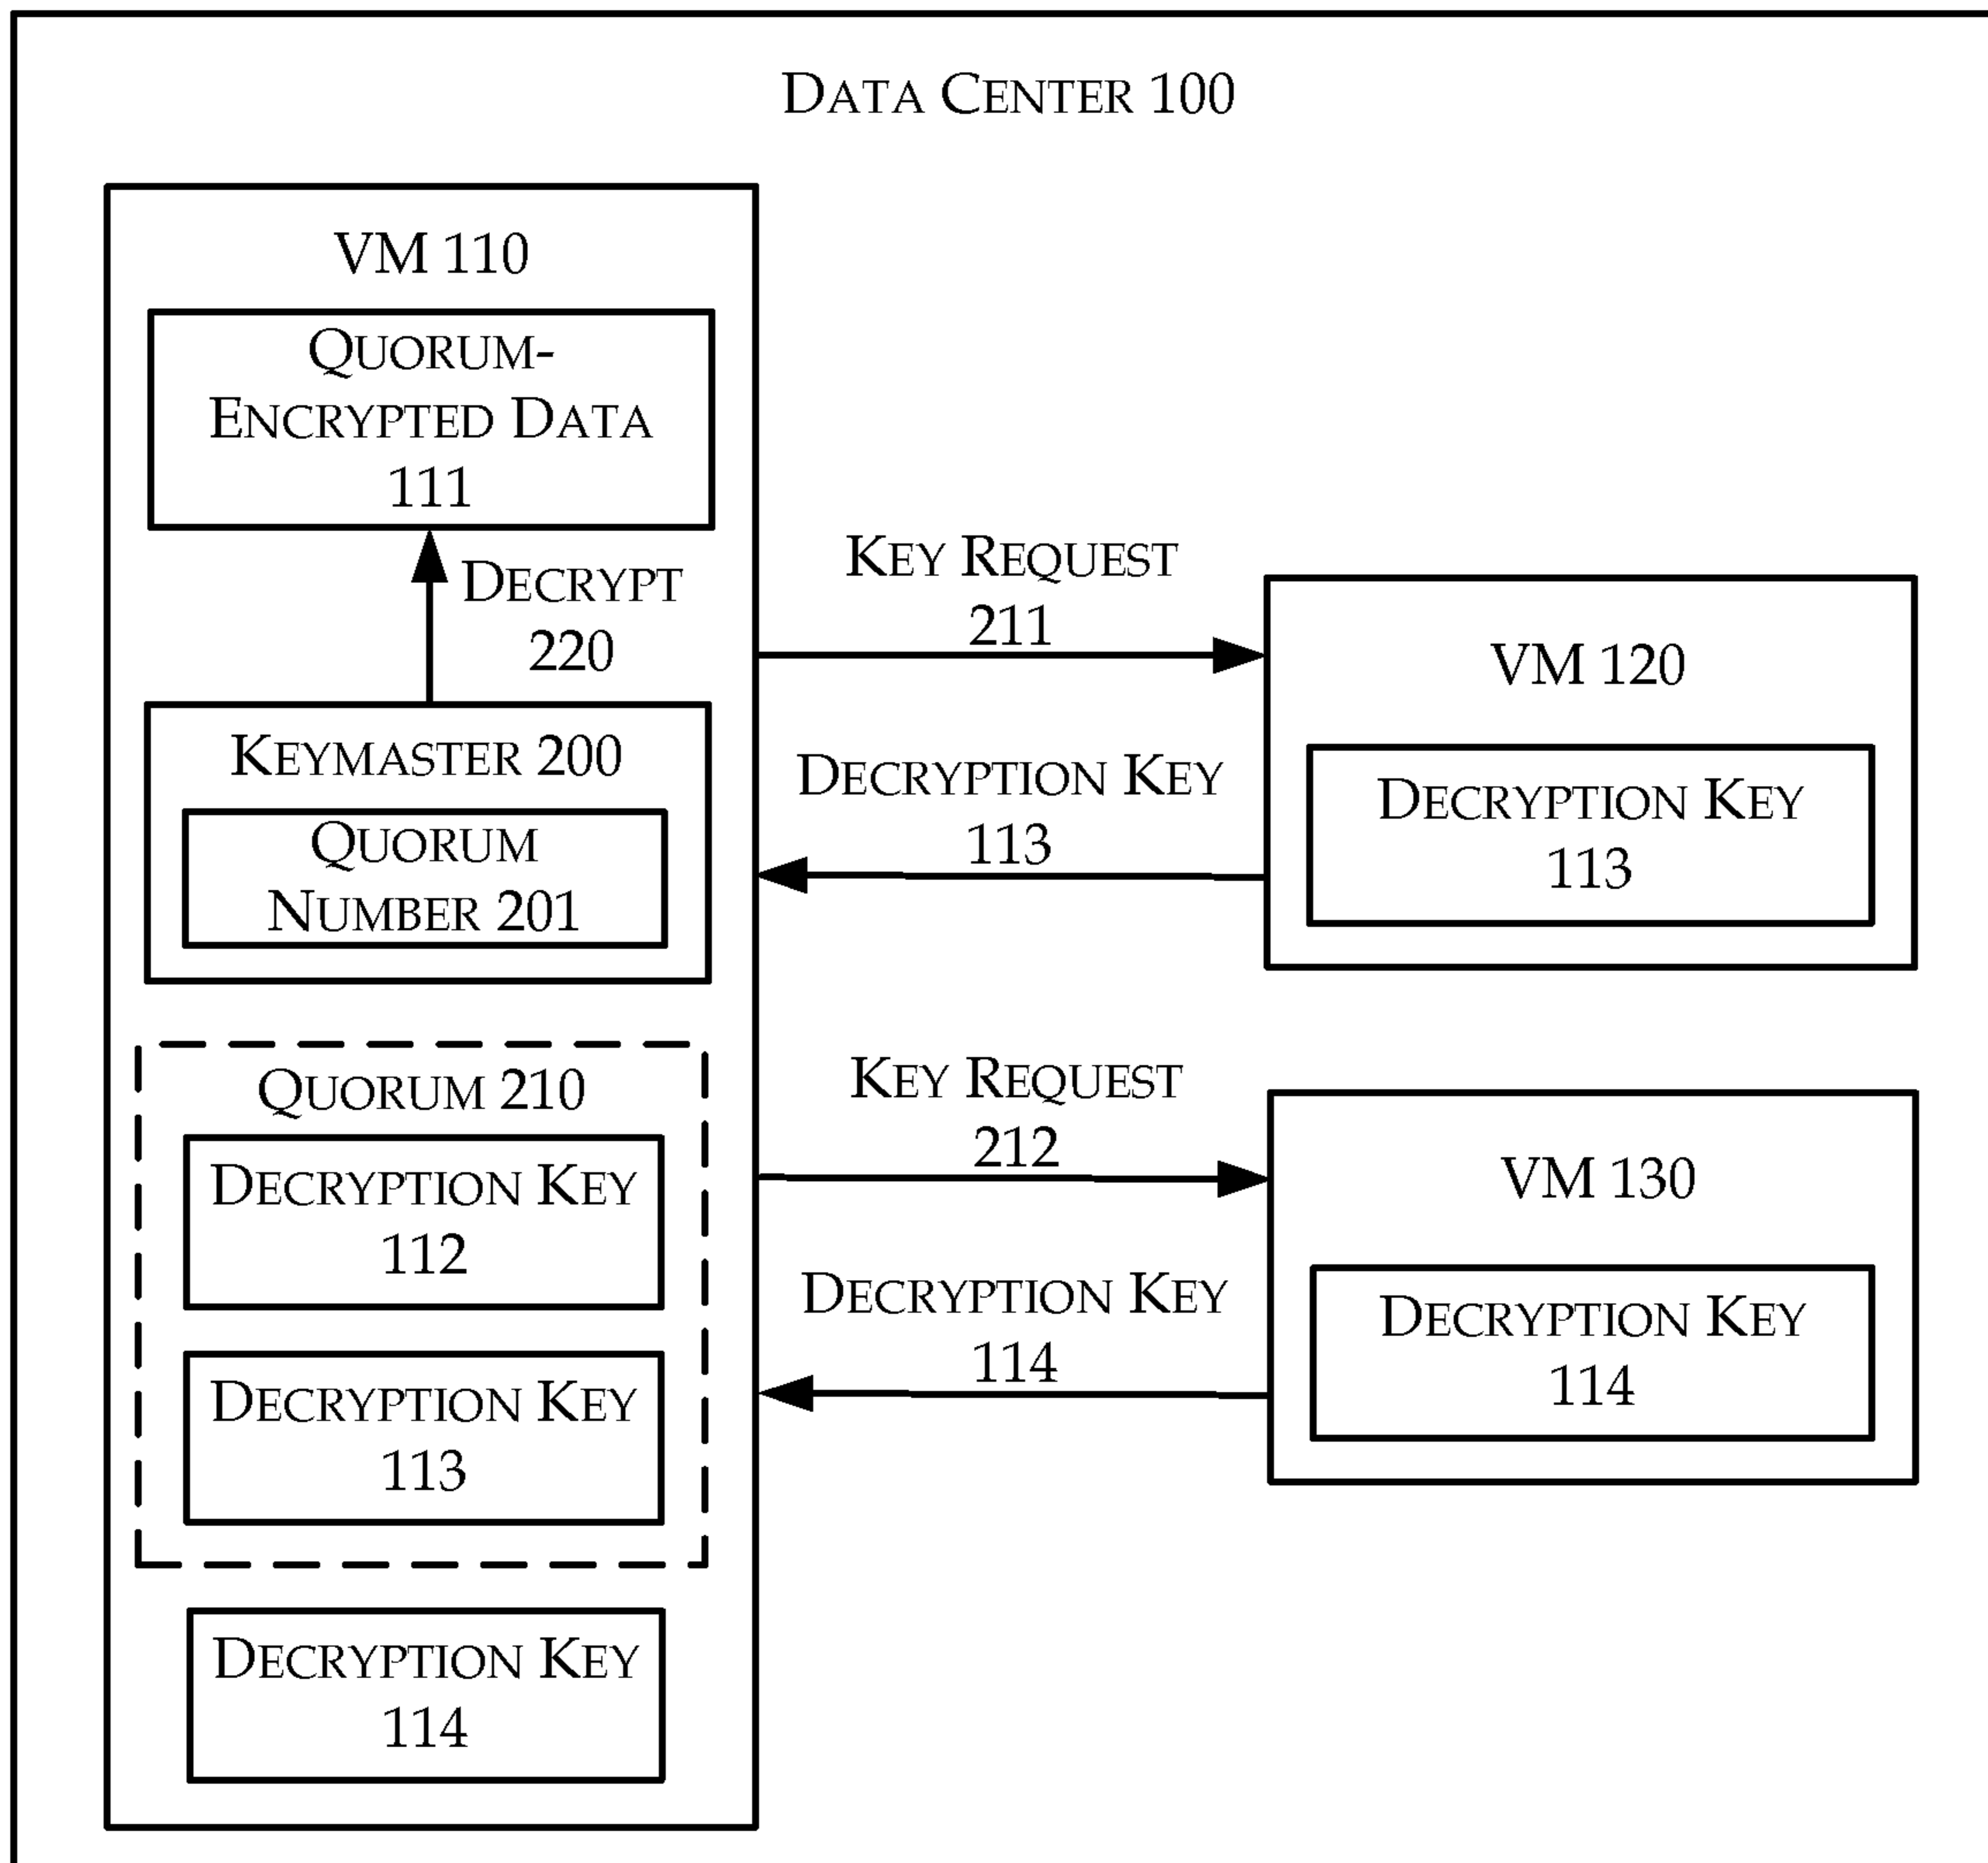 Data Center 100
VM 110
Quorum-
Encrypted Data
111
Decrypt
220
Keymaster 200
Quorum
Number 201
Quorum 210
Decryption Key
112
Decryption Key
113
Decryption Key
114
Key Request
211
Decryption Key
113
Key Request
212
Decryption Key
114
VM 120
Decryption Key
113
VM 130
Decryption Key
114